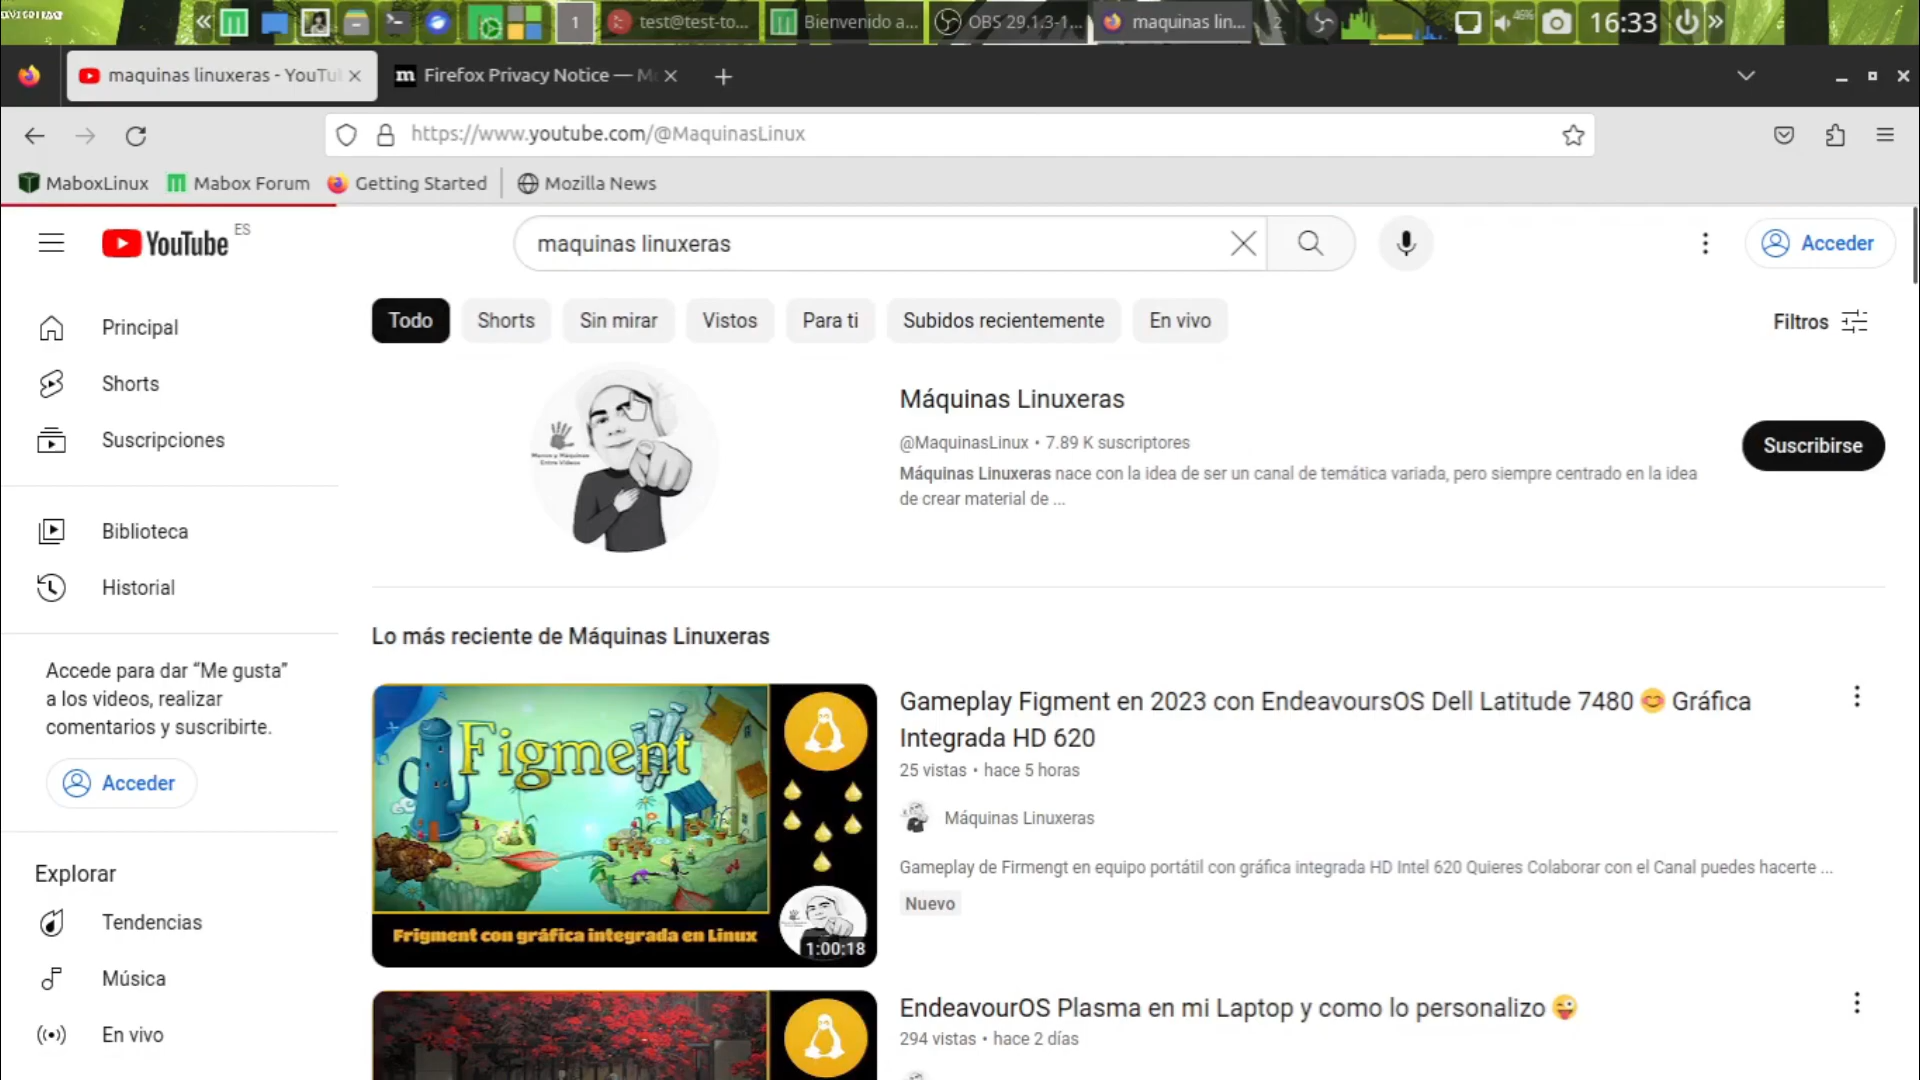 1
test@test-to...
Bienvenido a...
OBS 29.1.3-1...
maquinas lin...
2
46%
16:33
maquinas linuxeras - YouTu
Firefox Privacy Notice — M
https://www.youtube.com/@MaquinasLinux
MaboxLinux
Mabox Forum
Getting Started
Mozilla News
YouTube ES
maquinas linuxeras
Acceder
Principal
Shorts
Suscripciones
Biblioteca
Historial
Accede para dar “Me gusta”
a los videos, realizar
comentarios y suscribirte.
Acceder
Explorar
Tendencias
Música
En vivo
Todo
Shorts
Sin mirar
Vistos
Para ti
Subidos recientemente
En vivo
Filtros
Máquinas Linuxeras
@MaquinasLinux • 7.89 K suscriptores
Máquinas Linuxeras nace con la idea de ser un canal de temática variada, pero siempre centrado en la idea
de crear material de ...
Suscribirse
Lo más reciente de Máquinas Linuxeras
Figment
Frigment con gráfica integrada en Linux
1:00:18
Gameplay Figment en 2023 con EndeavoursOS Dell Latitude 7480 😊 Gráfica
Integrada HD 620
25 vistas • hace 5 horas
Máquinas Linuxeras
Gameplay de Firmengt en equipo portátil con gráfica integrada HD Intel 620 Quieres Colaborar con el Canal puedes hacerte ...
Nuevo
EndeavourOS Plasma en mi Laptop y como lo personalizo 😜
294 vistas • hace 2 días